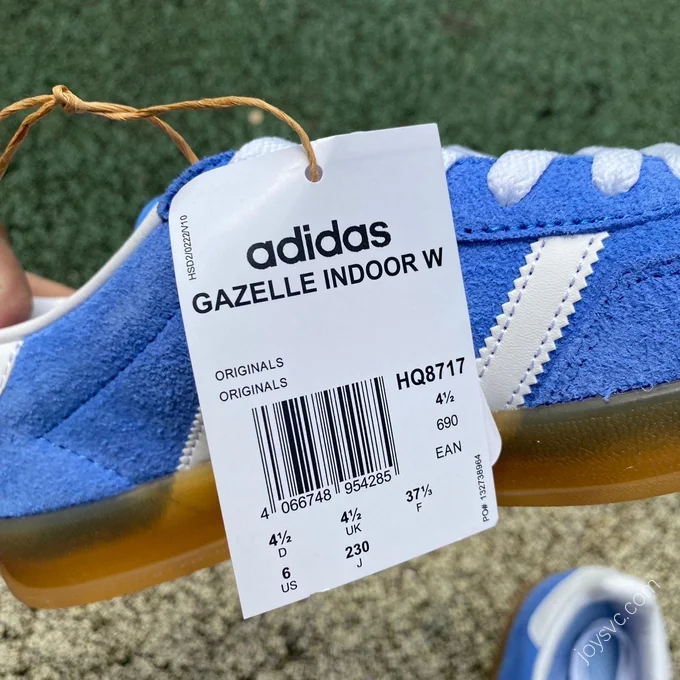 HSD2/0222/V10
adidas
GAZELLE INDOOR W
ORIGINALS
ORIGINALS
HQ8717
4½
690
EAN
4 066748 954285
4½
D
4½
UK
37⅓
F
6
US
230
J
PO# 132738964
joysvc.com